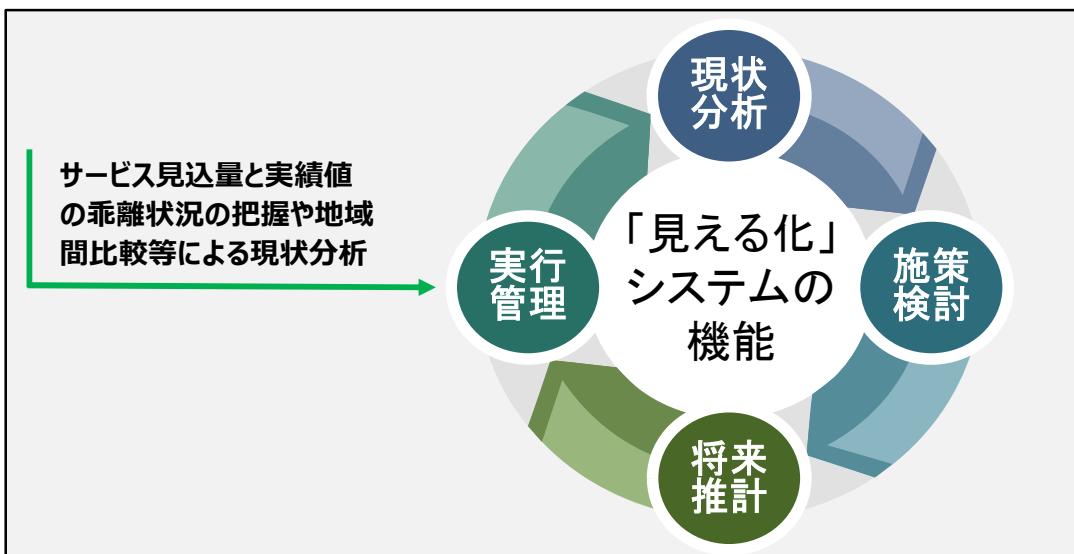 サービス見込量と実績値
の乖離状況の把握や地域
間比較等による現状分析
現状
分析
実行
管理
「見える化」
システムの
機能
施策
検討
将来
推計